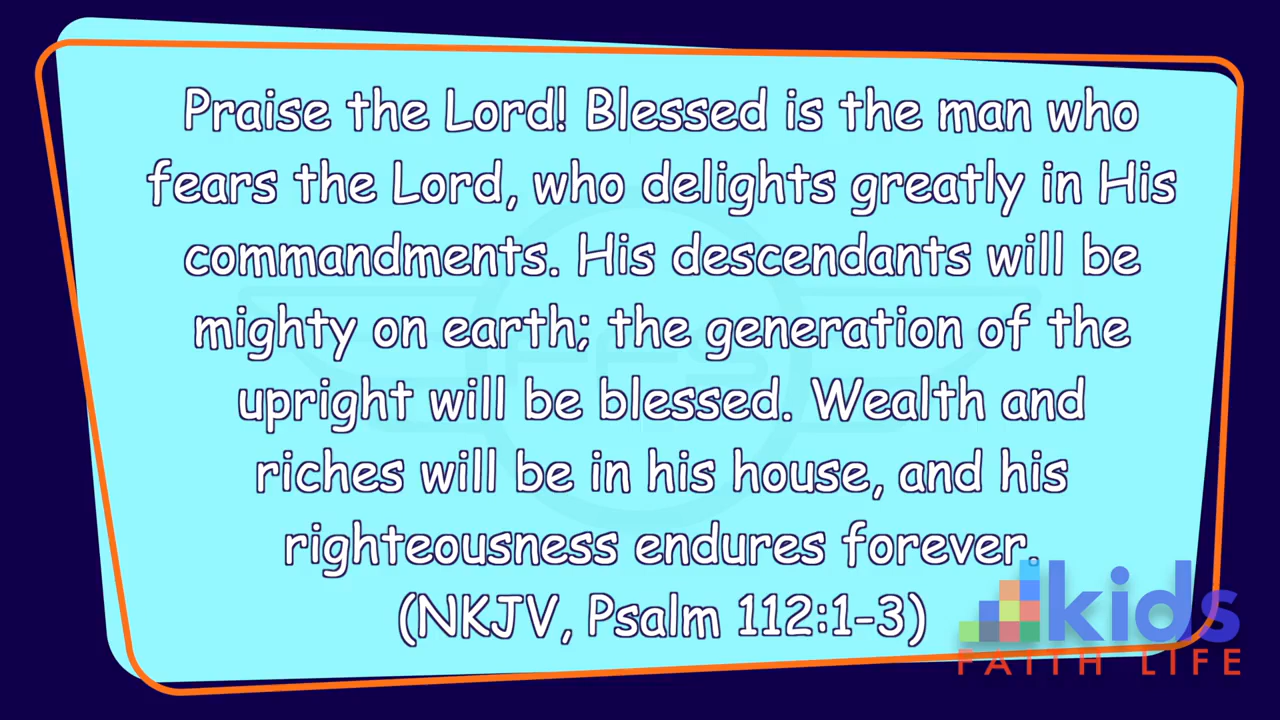 Praise the Lord! Blessed is the man who
fears the Lord, who delights greatly in His
commandments. His descendants will be
mighty on earth; the generation of the
upright will be blessed. Wealth and
riches will be in his house, and his
righteousness endures forever.
(NKJV, Psalm 112:1-3)
kids
FAITH LIFE